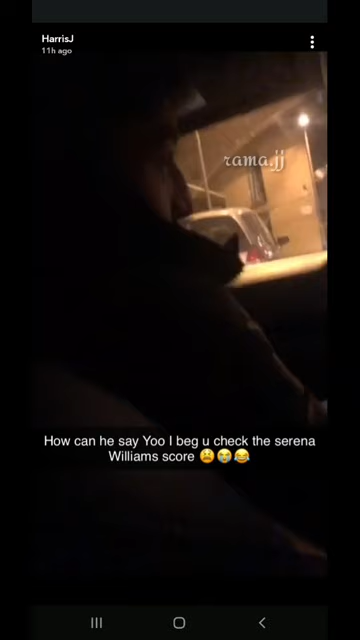 HarrisJ
11h ago
rama.jj
How can he say Yoo I beg u check the serena
Williams score 😫😭😂